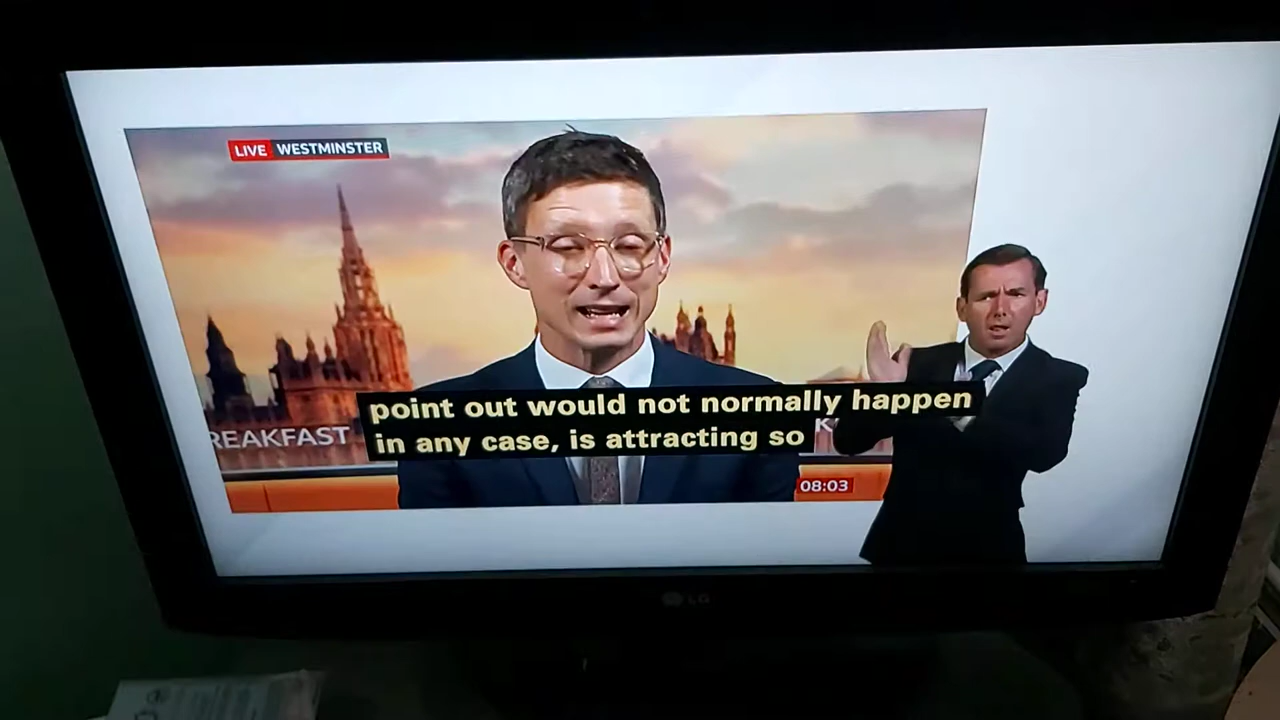 LIVE WESTMINSTER
point out would not normally happen
in any case, is attracting so
REAKFAST
K
08:03
LG